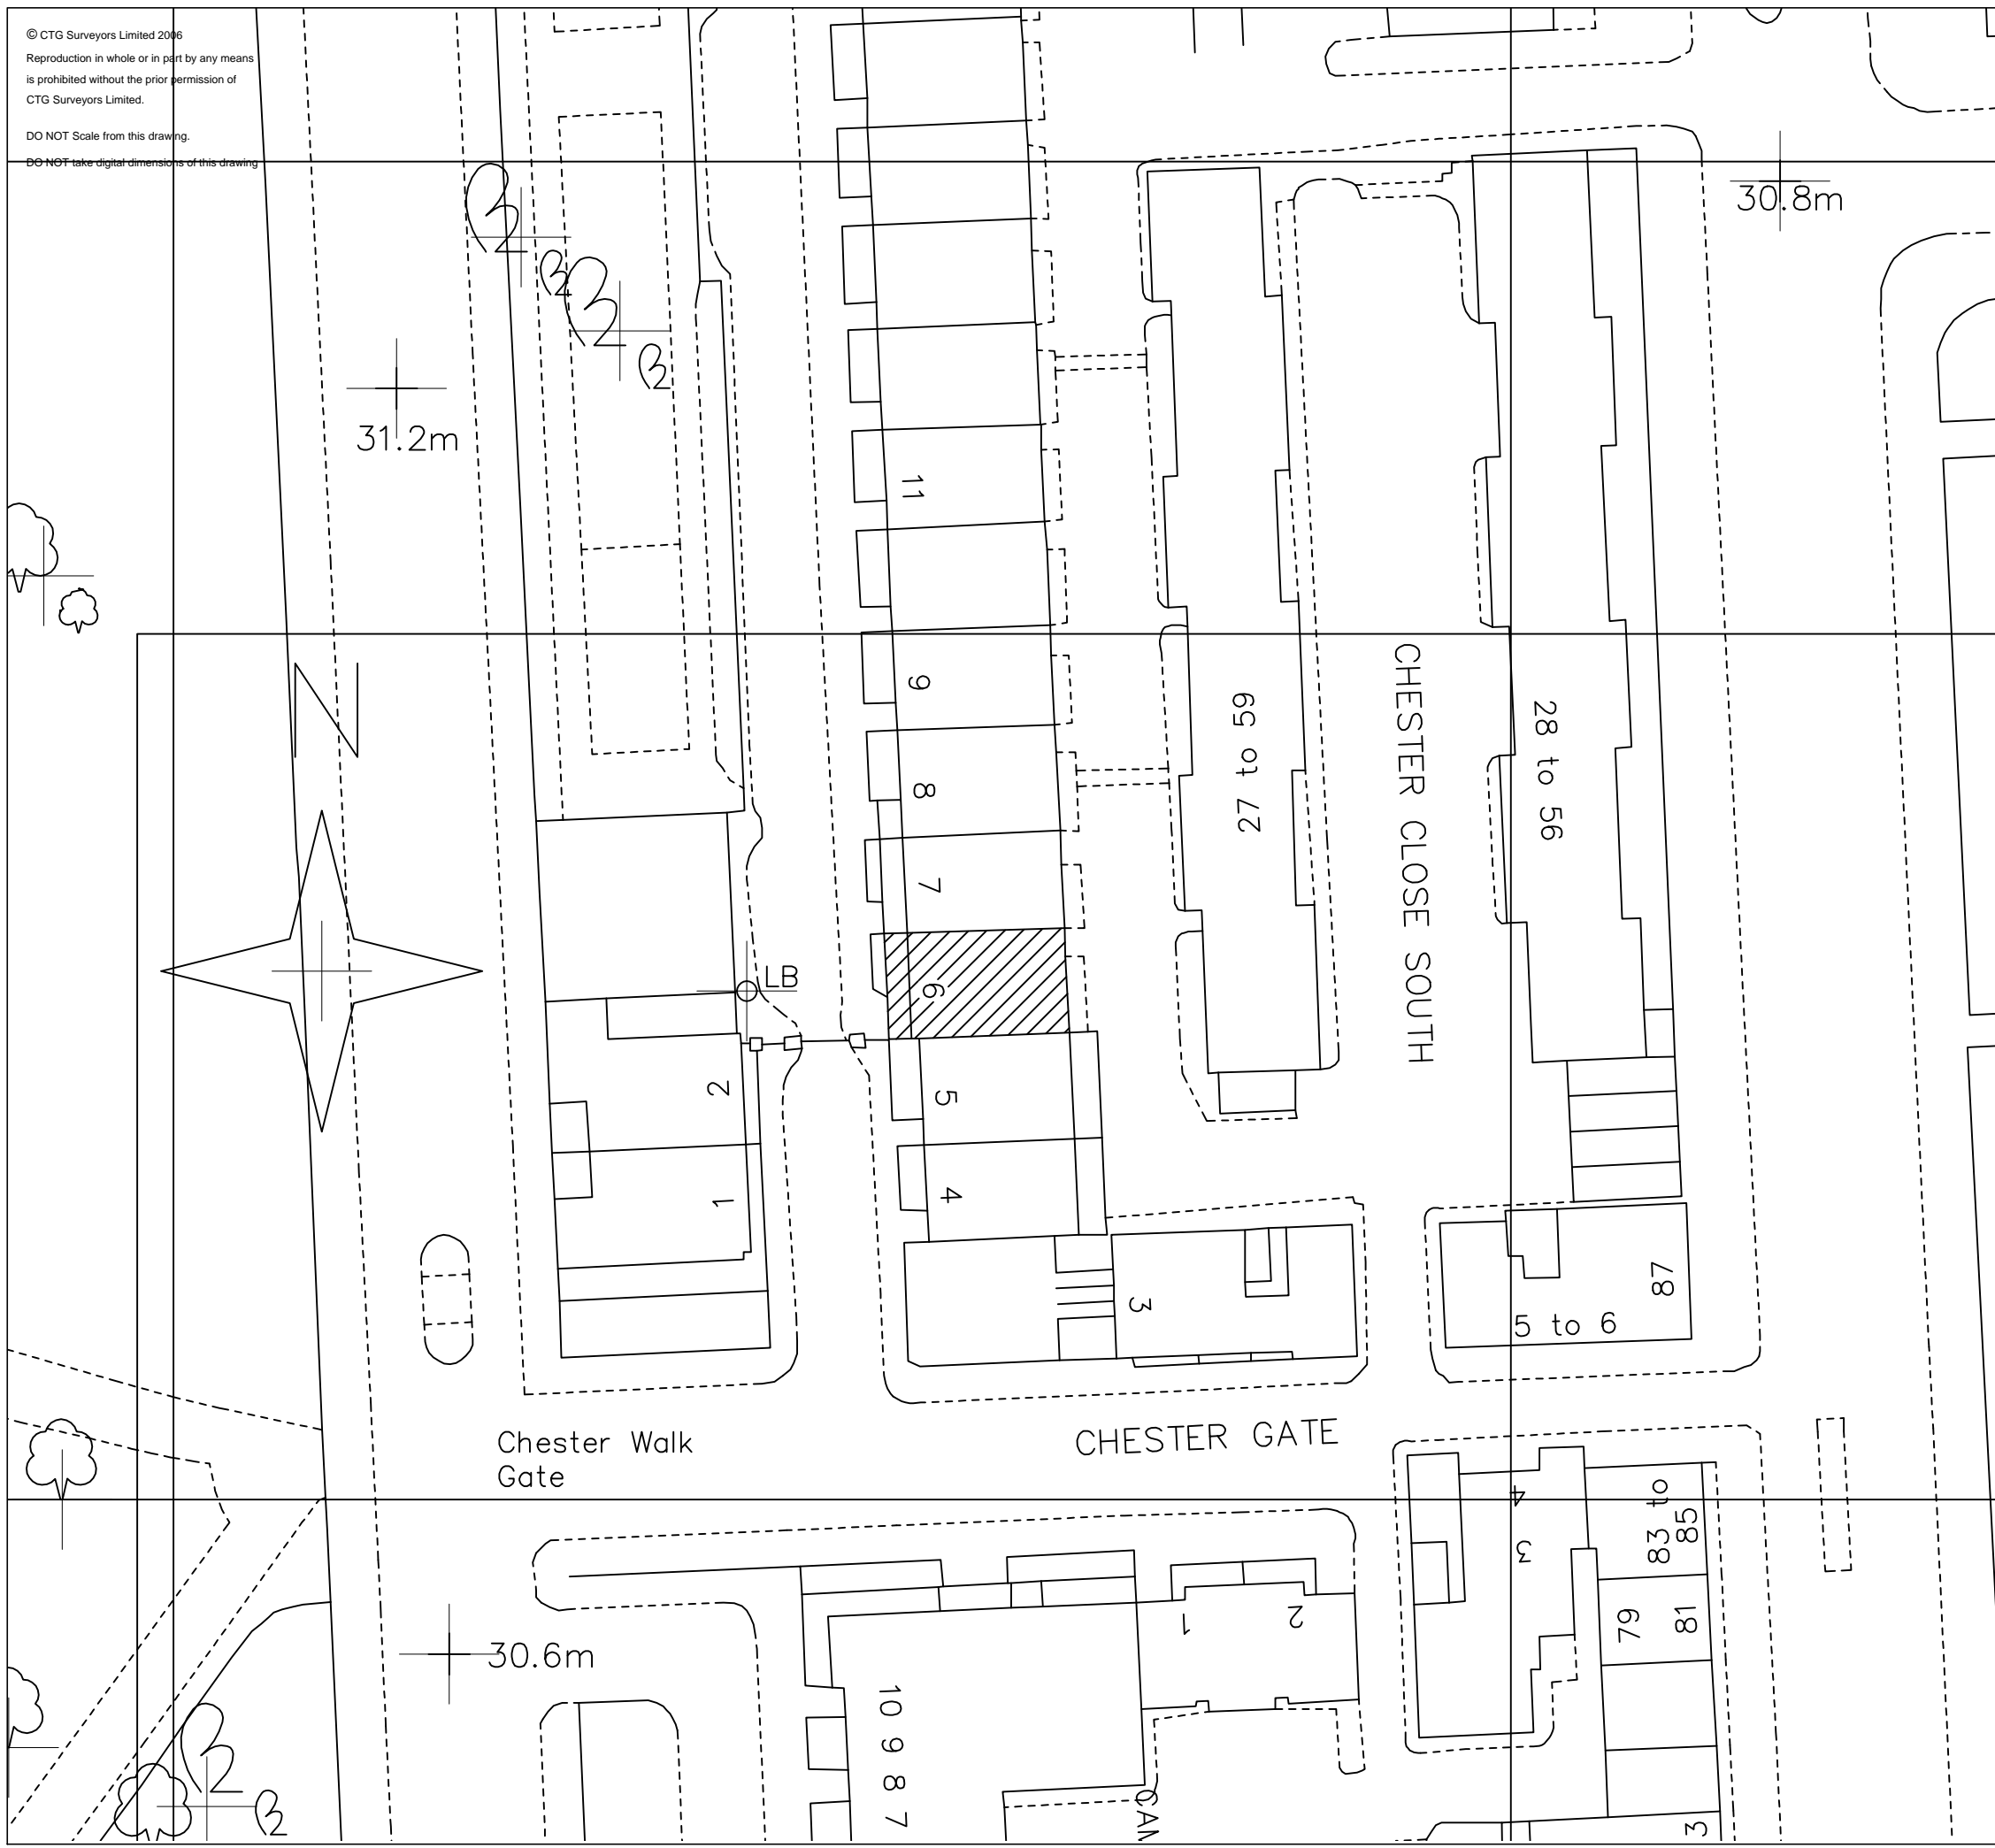 © CTG Surveyors Limited 2006
Reproduction in whole or in part by any means
is prohibited without the prior permission of
CTG Surveyors Limited.
DO NOT Scale from this drawing.
DO NOT take digital dimensions of this drawing
30.8m
31.2m
11
N
9
8
7
6
5
4
3
2
1
LB
65 to 72
CHESTER CLOSE SOUTH
28 to 56
87
5 to 6
Chester Walk
Gate
CHESTER GATE
4
3
83 to
85
79
81
1
2
30.6m
10
9
8
7
CAN
3